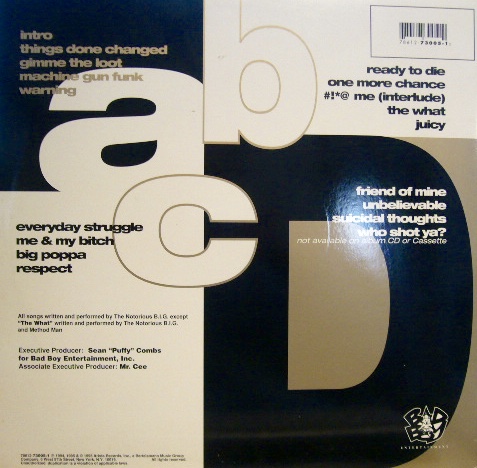 intro
things done changed
gimme the loot
machine gun funk
warning
a
b
ready to die
one more chance
#!*@ me (interlude)
the what
juicy
c
everyday struggle
me & my bitch
big poppa
respect
D
friend of mine
unbelievable
suicidal thoughts
who shot ya?
not available on album CD or Cassette
All songs written and performed by The Notorious B.I.G. except
"The What" written and performed by The Notorious B.I.G.
and Method Man
Executive Producer: Sean "Puffy" Combs
for Bad Boy Entertainment, Inc.
Associate Executive Producer: Mr. Cee
BAD
BOY
ENTERTAINMENT